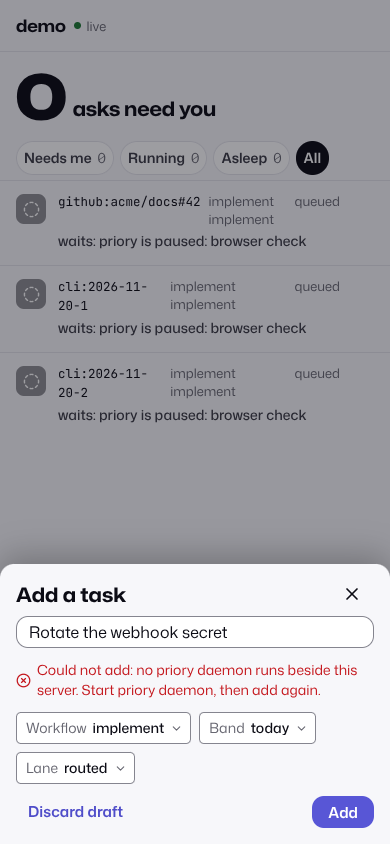 demo live
0 asks need you
Needs me 0 Running 0 Asleep 0 All
github:acme/docs#42 implement queued
implement
waits: priory is paused: browser check
cli:2026-11- implement queued
20-1 implement
waits: priory is paused: browser check
cli:2026-11- implement queued
20-2 implement
waits: priory is paused: browser check
Add a task
Rotate the webhook secret
Could not add: no priory daemon runs beside this
server. Start priory daemon, then add again.
Workflow implement Band today
Lane routed
Discard draft Add